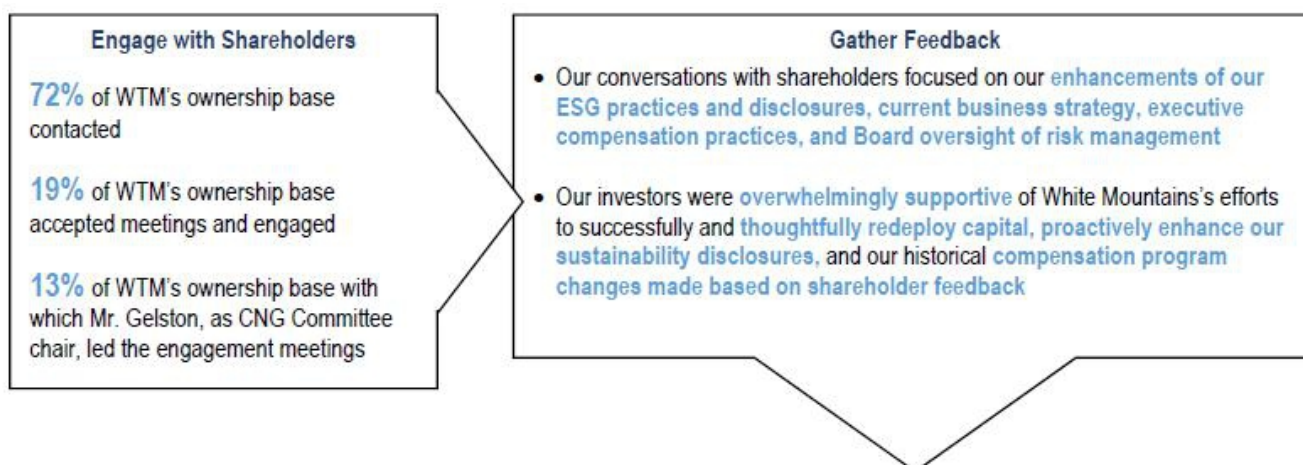 Engage with Shareholders
72% of WTM's ownership base
contacted
19% of WTM's ownership base
accepted meetings and engaged
13% of WTM's ownership base with
which Mr. Gelston, as CNG Committee
chair, led the engagement meetings
Gather Feedback
• Our conversations with shareholders focused on our enhancements of our
ESG practices and disclosures, current business strategy, executive
compensation practices, and Board oversight of risk management
• Our investors were overwhelmingly supportive of White Mountains's efforts
to successfully and thoughtfully redeploy capital, proactively enhance our
sustainability disclosures, and our historical compensation program
changes made based on shareholder feedback